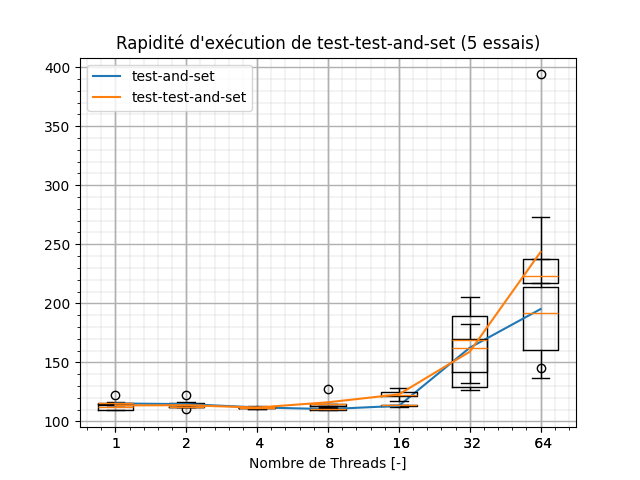 Rapidité d'exécution de test-test-and-set (5 essais)
test-and-set
test-test-and-set
400
350
300
250
200
150
100
1 2 4 8 16 32 64
Nombre de Threads [-]